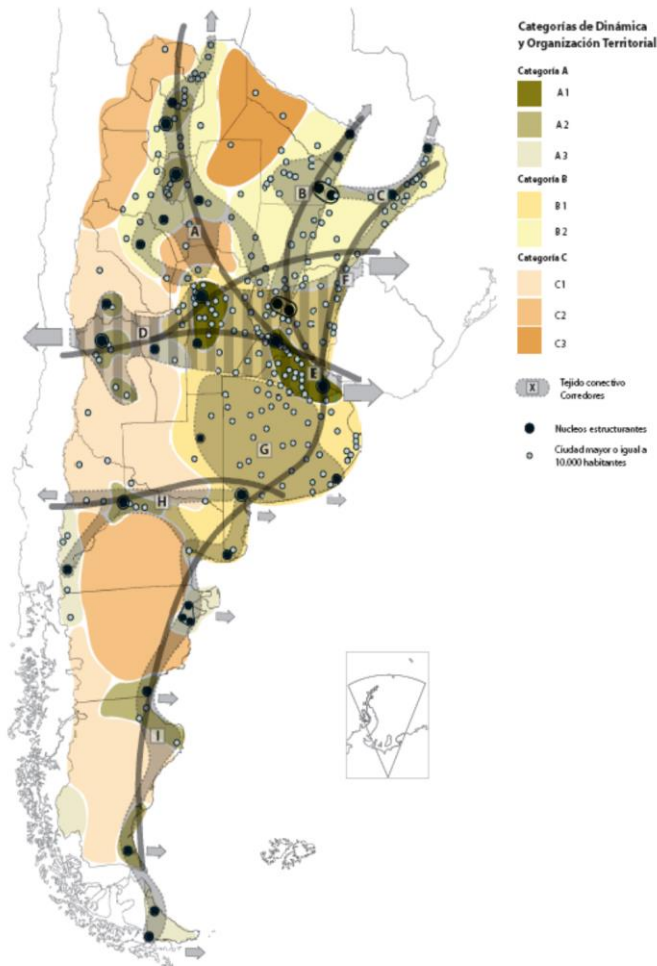 Categorías de Dinámica
y Organización Territorial
Categoría A
A 1
A 2
A 3
Categoría B
B 1
B 2
Categoría C
C1
C2
C3
X
Tejido conectivo
Corredores
Nucleos estructurantes
Ciudad mayor o igual a
10.000 habitantes
B
C
A
F
D
E
G
H
I